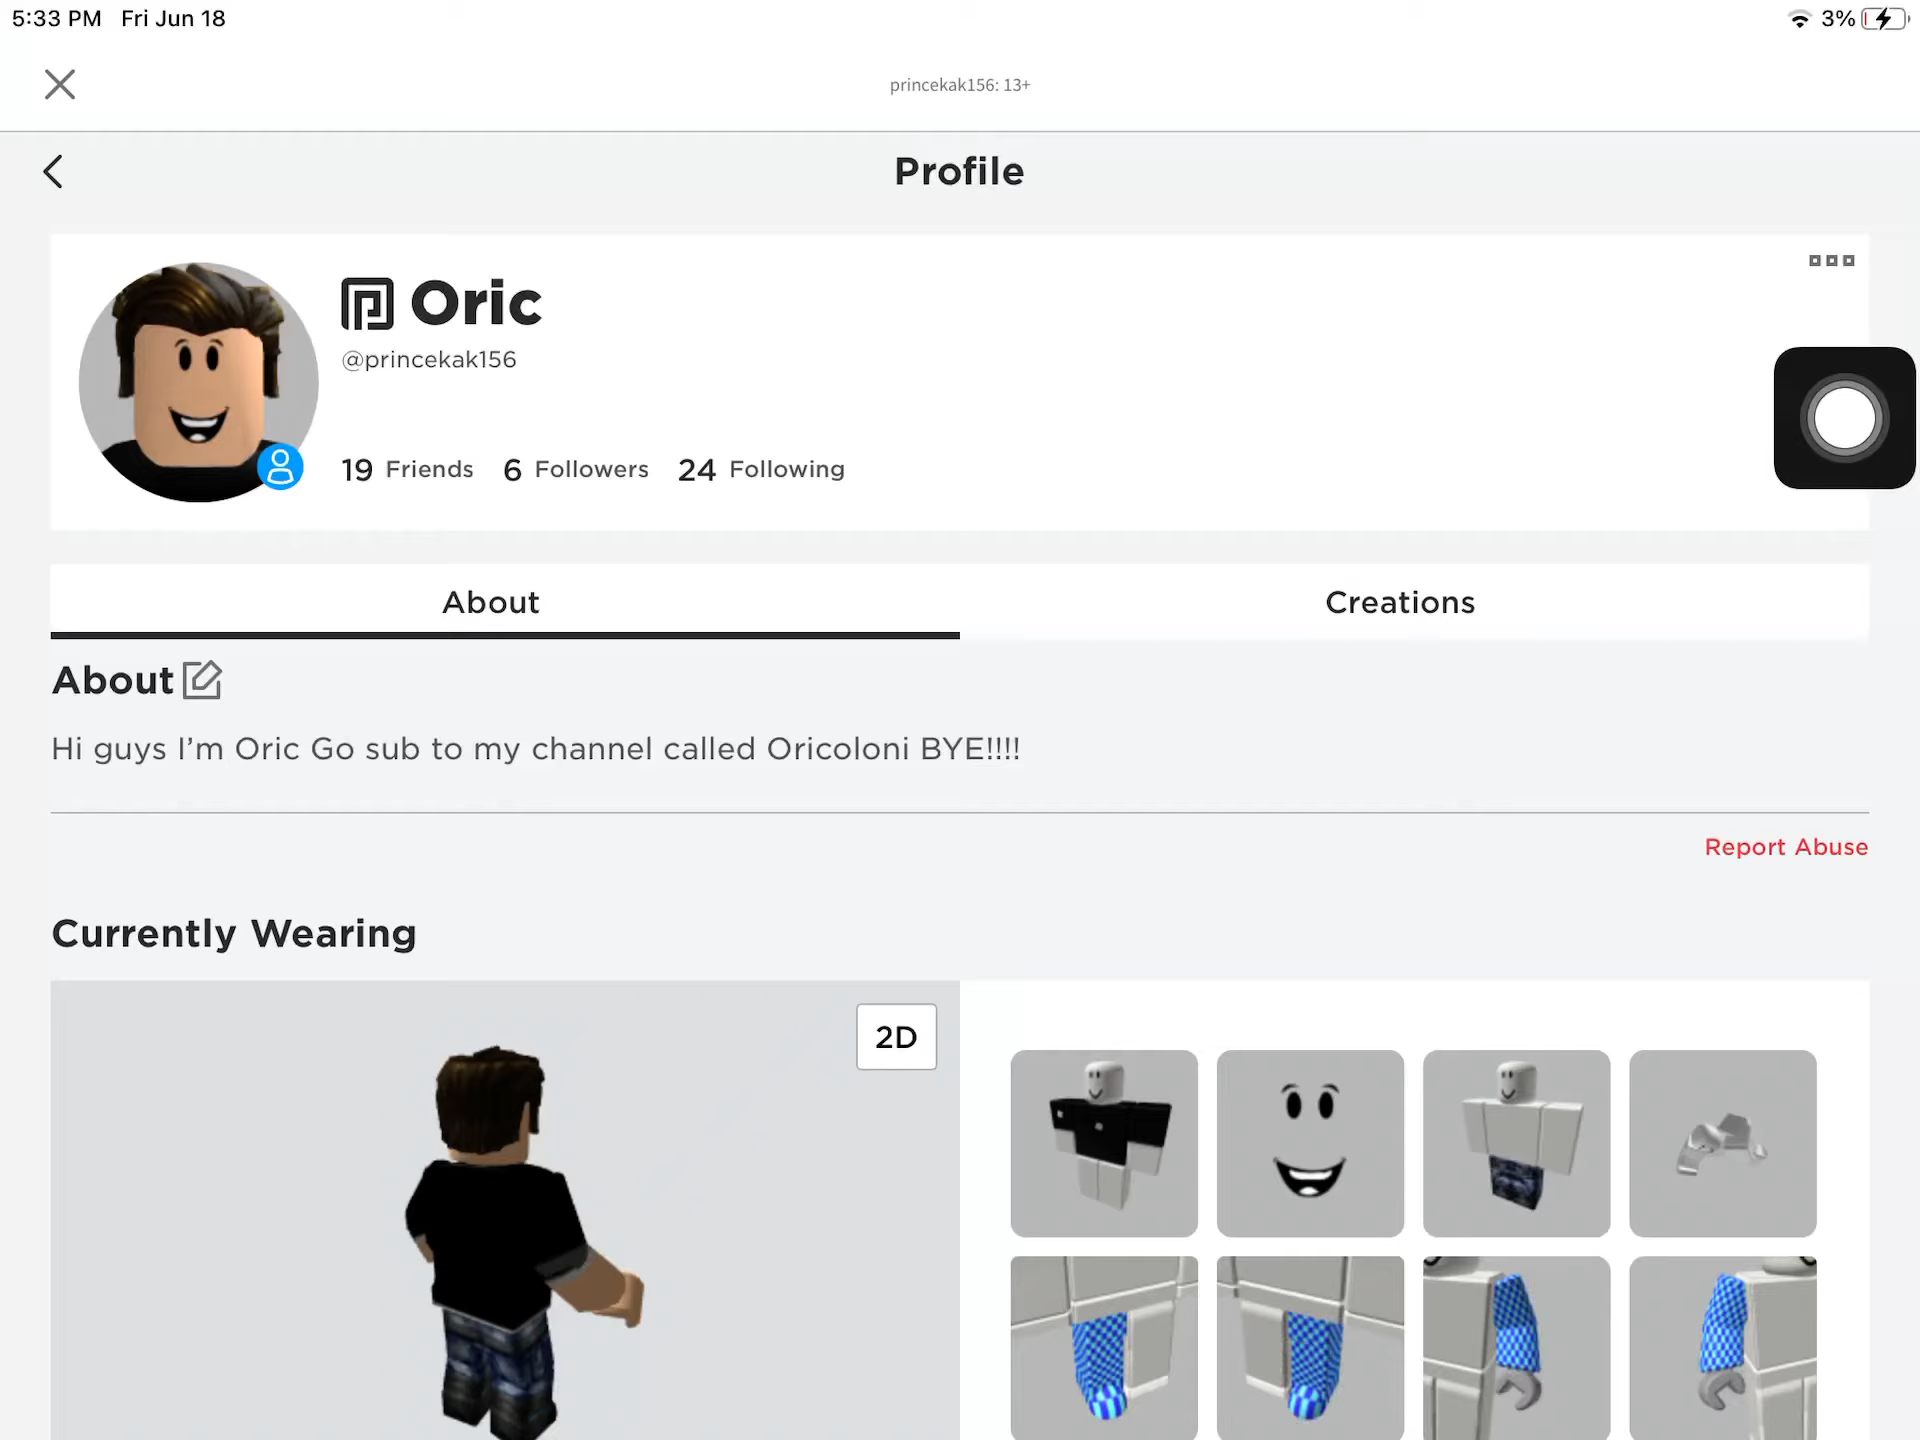 5:33 PM Fri Jun 18 3%
princekak156: 13+
Profile
Oric
@princekak156
19 Friends 6 Followers 24 Following
About Creations
About
Hi guys I’m Oric Go sub to my channel called Oricoloni BYE!!!!
Report Abuse
Currently Wearing
2D